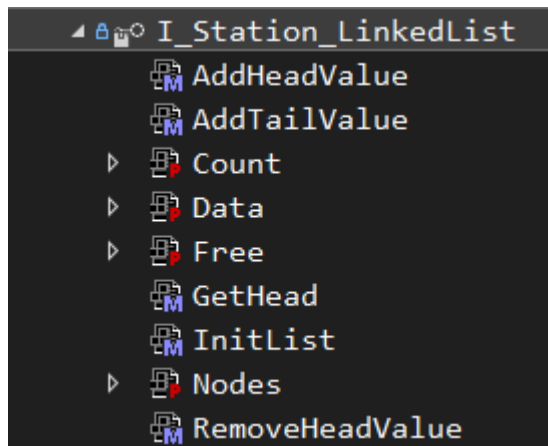 I_Station_LinkedList
AddHeadValue
AddTailValue
Count
Data
Free
GetHead
InitList
Nodes
RemoveHeadValue